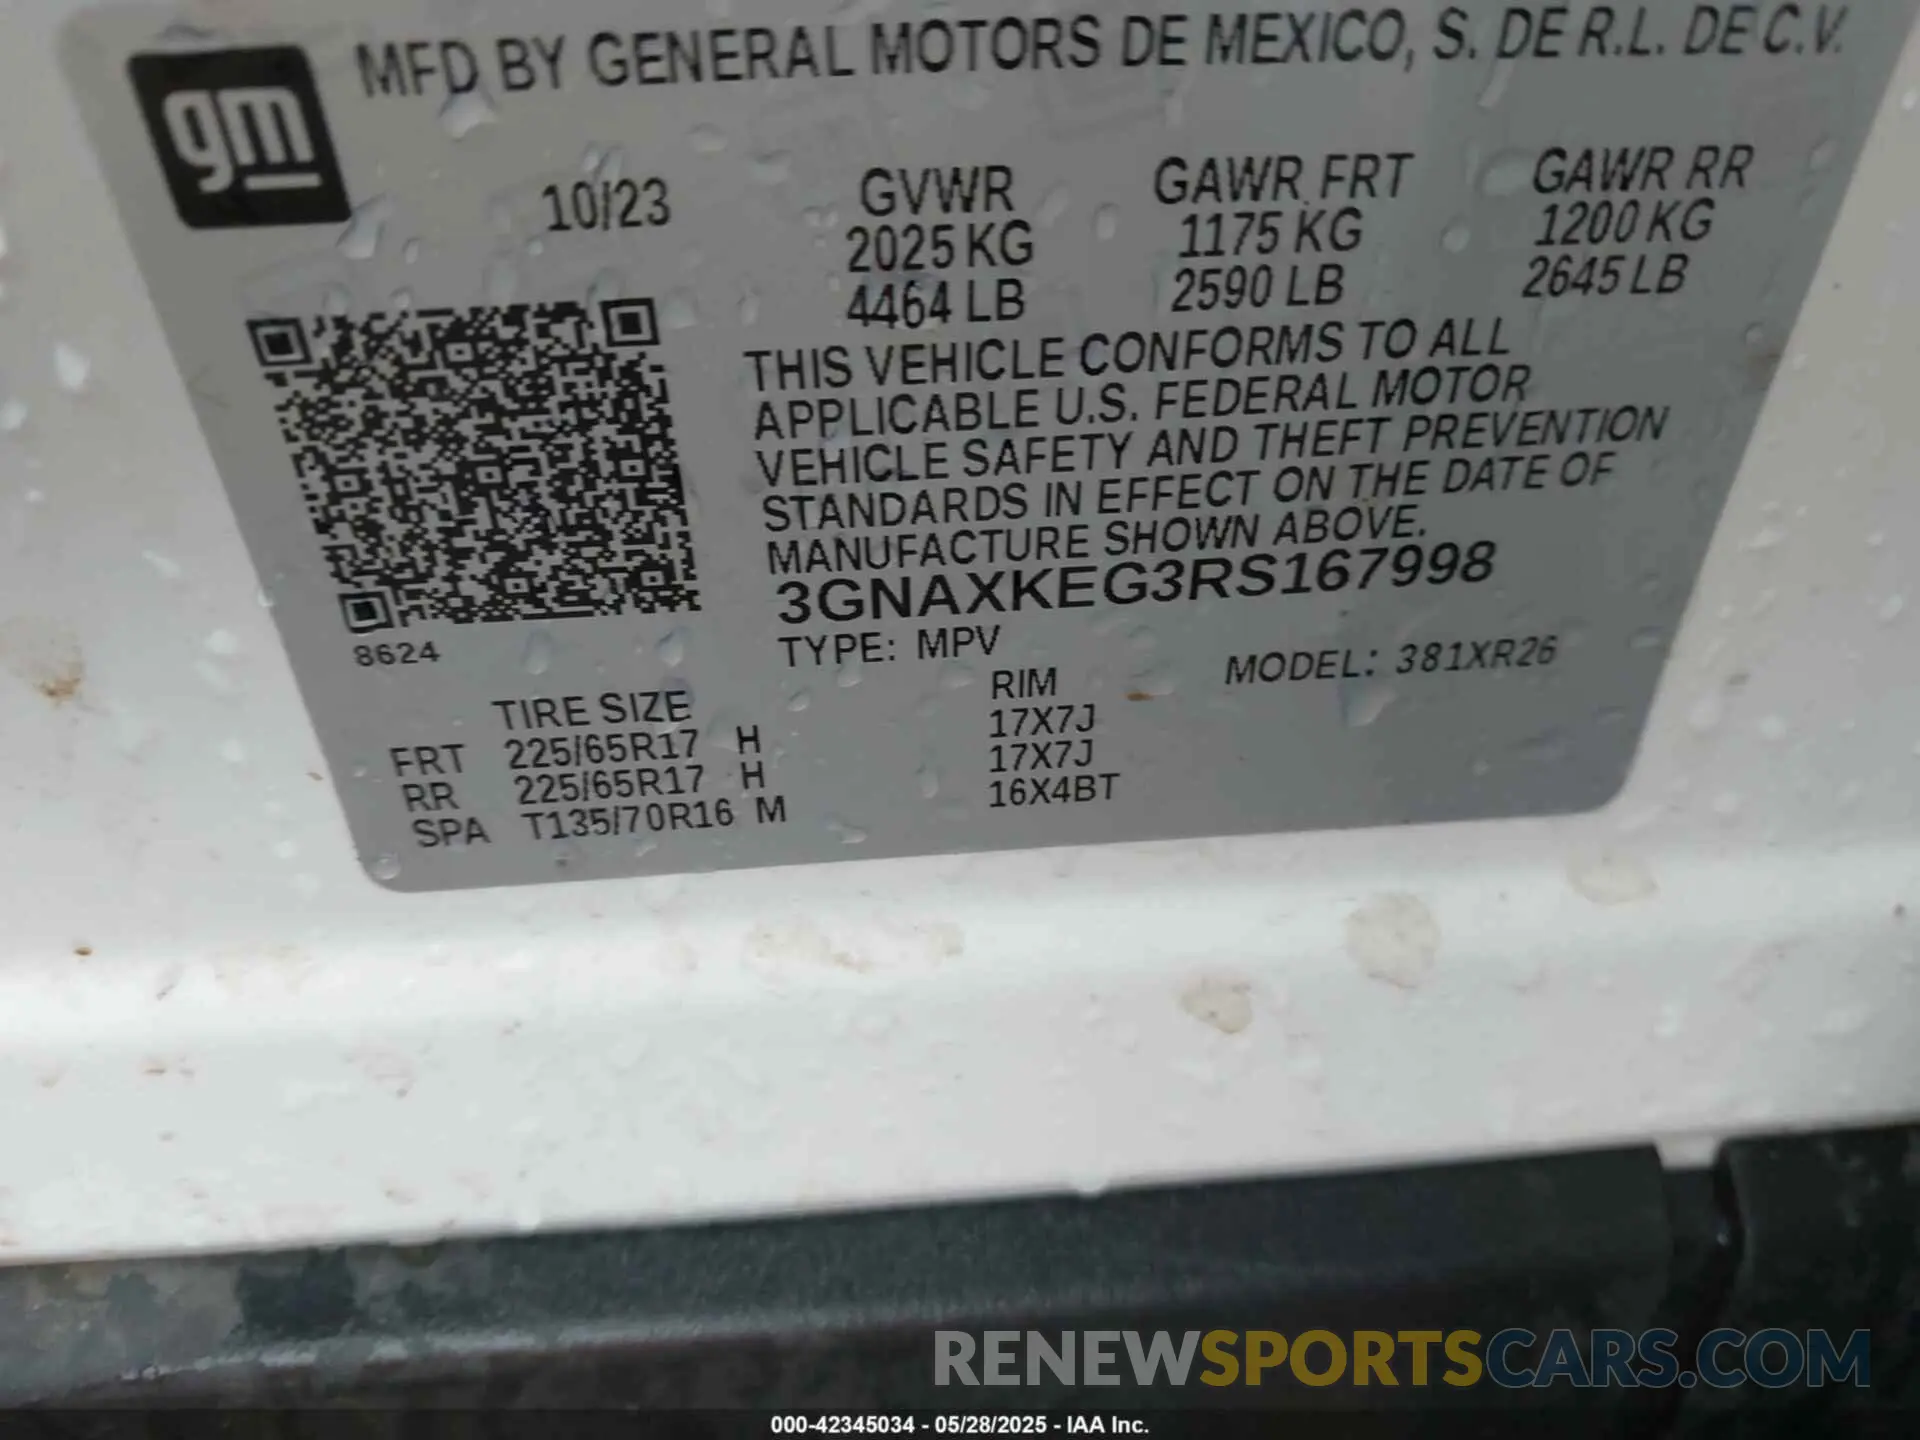 gm
MFD BY GENERAL MOTORS DE MEXICO, S. DE R.L. DE C.V.
10/23 GVWR GAWR FRT GAWR RR
2025 KG 1175 KG 1200 KG
4464 LB 2590 LB 2645 LB
THIS VEHICLE CONFORMS TO ALL
APPLICABLE U.S. FEDERAL MOTOR
VEHICLE SAFETY AND THEFT PREVENTION
STANDARDS IN EFFECT ON THE DATE OF
MANUFACTURE SHOWN ABOVE.
3GNAXKEG3RS167998
8624 TYPE: MPV MODEL: 381XR26
TIRE SIZE RIM
FRT 225/65R17 H 17X7J
RR 225/65R17 H 17X7J
SPA T135/70R16 M 16X4BT
RENEWSPORTSCARS.COM
000-42345034 - 05/28/2025 - IAA Inc.